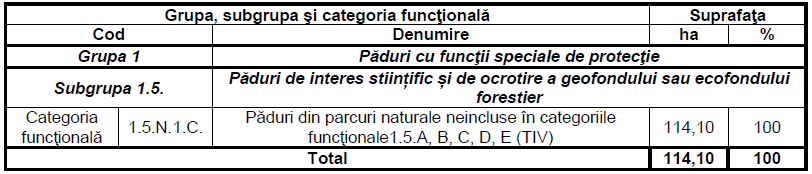 Grupa, subgrupa şi categoria funcţională Suprafaţa
Cod Denumire ha %
Grupa 1 Păduri cu funcţii speciale de protecţie
Subgrupa 1.5. Păduri de interes stiinţific și de ocrotire a geofondului sau ecofondului
forestier
Categoria
funcţională
1.5.N.1.C.
Păduri din parcuri naturale neincluse în categoriile
funcţionale1.5.A, B, C, D, E (TIV)
114,10 100
Total 114,10 100